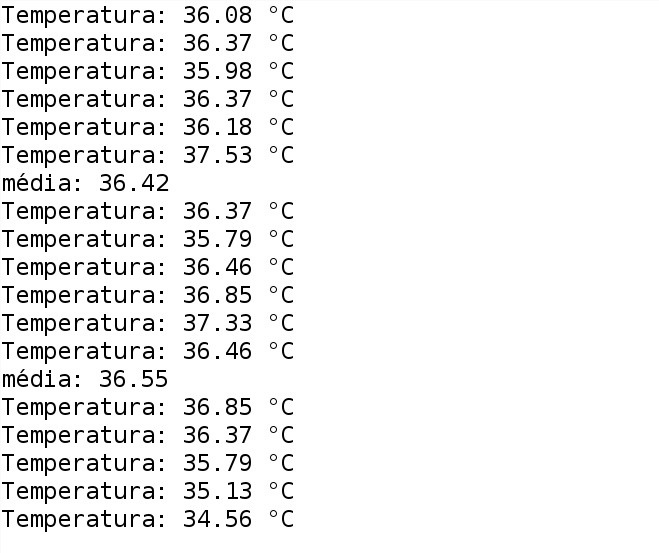 Temperatura: 36.08 °C
Temperatura: 36.37 °C
Temperatura: 35.98 °C
Temperatura: 36.37 °C
Temperatura: 36.18 °C
Temperatura: 37.53 °C
média: 36.42
Temperatura: 36.37 °C
Temperatura: 35.79 °C
Temperatura: 36.46 °C
Temperatura: 36.85 °C
Temperatura: 37.33 °C
Temperatura: 36.46 °C
média: 36.55
Temperatura: 36.85 °C
Temperatura: 36.37 °C
Temperatura: 35.79 °C
Temperatura: 35.13 °C
Temperatura: 34.56 °C